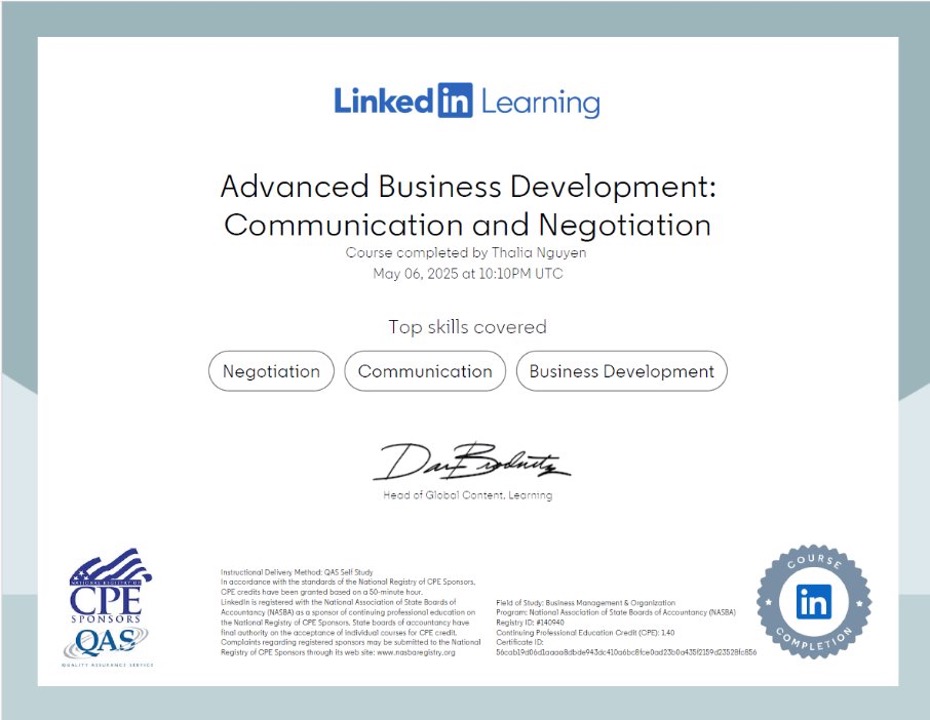 LinkedIn Learning
Advanced Business Development:
Communication and Negotiation
Course completed by Thalia Nguyen
May 06, 2025 at 10:10PM UTC
Top skills covered
Negotiation
Communication
Business Development
Dan Brodnitz
Head of Global Content, Learning
NATIONAL REGISTRY OF
CPE
SPONSORS
QAS
QUALITY ASSURANCE SERVICE
Instructional Delivery Method: QAS Self Study
In accordance with the standards of the National Registry of CPE Sponsors,
CPE credits have been granted based on a 50-minute hour.
LinkedIn is registered with the National Association of State Boards of
Accountancy (NASBA) as a sponsor of continuing professional education on
the National Registry of CPE Sponsors. State boards of accountancy have
final authority on the acceptance of individual courses for CPE credit.
Complaints regarding registered sponsors may be submitted to the National
Registry of CPE Sponsors through its web site: www.nasbaregistry.org
Field of Study: Business Management & Organization
Program: National Association of State Boards of Accountancy (NASBA)
Registry ID: #140940
Continuing Professional Education Credit (CPE): 1.40
Certificate ID:
COURSE
in
COMPLETION